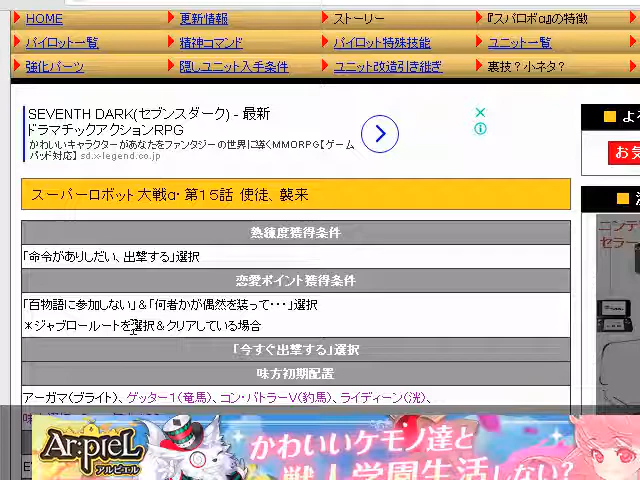 HOME 更新情報 ストーリー 『スパロボα』の特徴
パイロット一覧 精神コマンド パイロット特殊技能 ユニット一覧
強化パーツ 隠しユニット入手条件 ユニット改造引き継ぎ 裏技？小ネタ？
SEVENTH DARK(セブンスダーク) - 最新
ドラマチックアクションRPG
かわいいキャラクターがあなたをファンタジーの世界に導くMMORPG【ゲーム
パッド対応】 sd.x-legend.co.jp
よ
お気
スーパーロボット大戦α・第１５話 使徒、襲来
熟練度獲得条件
「命令がありしだい、出撃する」選択
恋愛ポイント獲得条件
「百物語に参加しない」＆「何者かが偶然を装って・・・」選択
＊ジャブロールートを選択＆クリアしている場合
「今すぐ出撃する」選択
味方初期配置
アーガマ(ブライト)、ゲッター１(竜馬)、コン・バトラーV(豹馬)、ライディーン(洸)、
コンテ
セラー
Ar:piEL
アルピエル
かわいいケモノ達と
獣人学園生活しない？